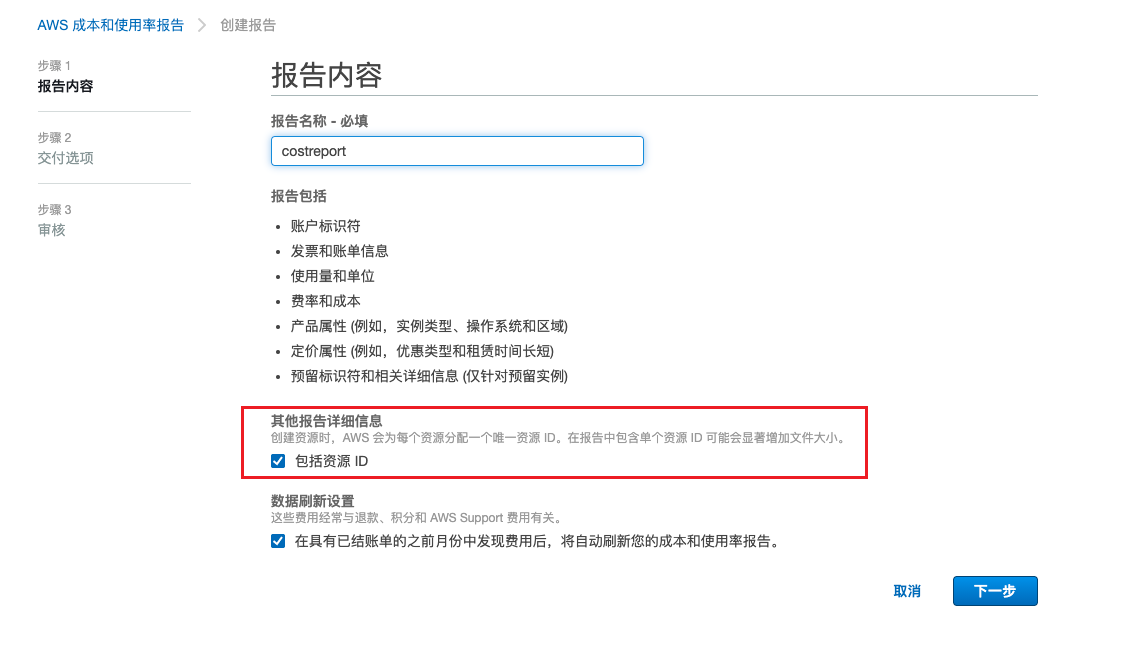 AWS 成本和使用率报告 创建报告
步骤 1
报告内容
步骤 2
交付选项
步骤 3
审核
报告内容
报告名称 - 必填
costreport
报告包括
账户标识符
发票和账单信息
使用量和单位
费率和成本
产品属性 (例如，实例类型、操作系统和区域)
定价属性 (例如，优惠类型和租赁时间长短)
预留标识符和相关详细信息 (仅针对预留实例)
其他报告详细信息
创建资源时，AWS 会为每个资源分配一个唯一资源 ID。在报告中包含单个资源 ID 可能会显著增加文件大小。
包括资源 ID
数据刷新设置
这些费用经常与退款、积分和 AWS Support 费用有关。
在具有已结账单的之前月份中发现费用后，将自动刷新您的成本和使用率报告。
取消 下一步